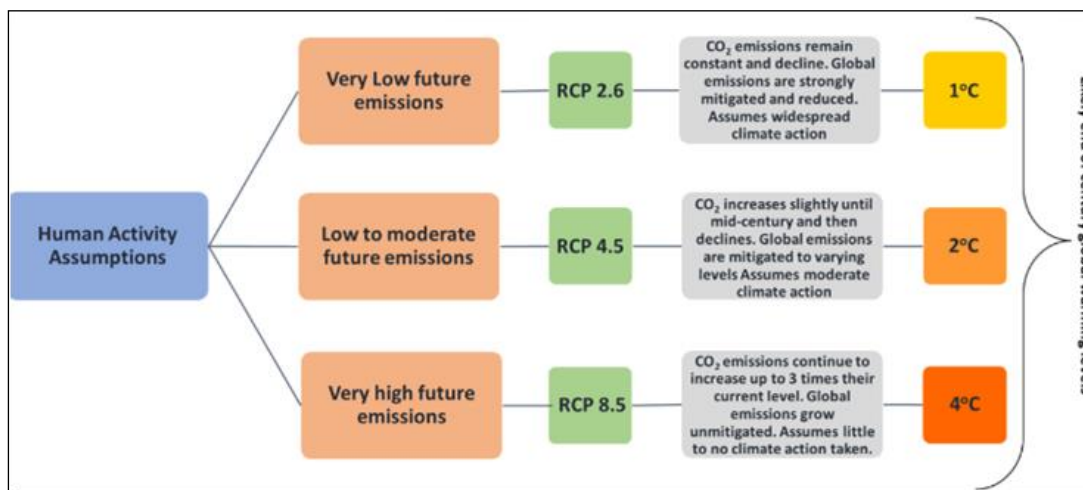 Human Activity
Assumptions
Very Low future
emissions
RCP 2.6
CO₂ emissions remain
constant and decline. Global
emissions are strongly
mitigated and reduced.
Assumes widespread
climate action
1°C
Low to moderate
future emissions
RCP 4.5
CO₂ increases slightly until
mid-century and then
declines. Global emissions
are mitigated to varying
levels Assumes moderate
climate action
2°C
Very high future
emissions
RCP 8.5
CO₂ emissions continue to
increase up to 3 times their
current level. Global
emissions grow
unmitigated. Assumes little
to no climate action taken.
4°C